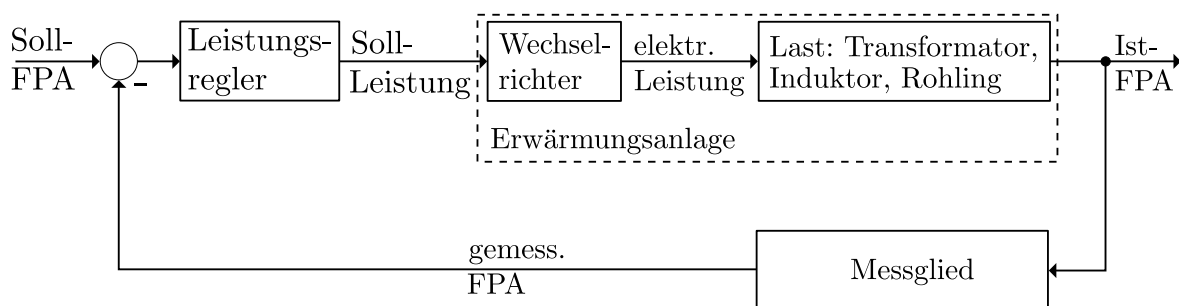 Soll-
FPA
-
Leistungs-
regler
Soll-
Leistung
Wechsel-
richter
elektr.
Leistung
Last: Transformator,
Induktor, Rohling
Ist-
FPA
Erwärmungsanlage
gemess.
FPA
Messglied